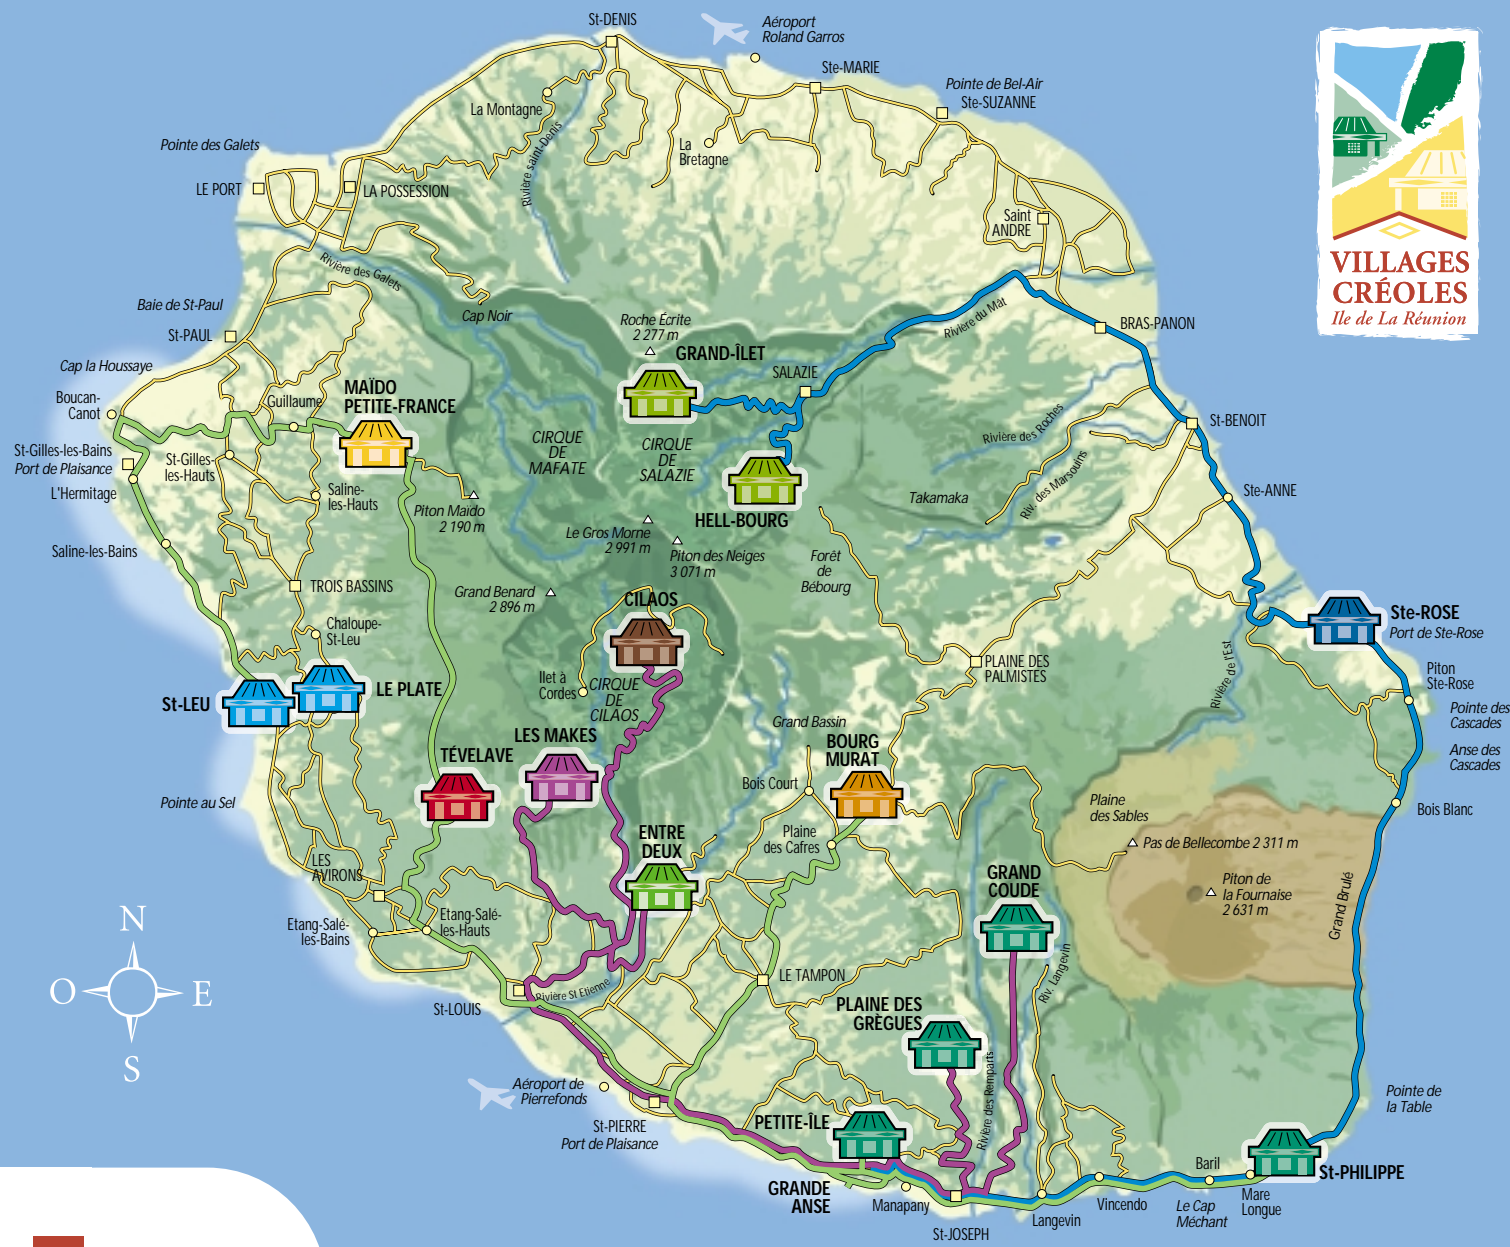 St-DENIS
Aéroport
Roland Garros
Ste-MARIE
Pointe de Bel-Air
Ste-SUZANNE
La Montagne
La
Bretagne
Rivière saint-Denis
Pointe des Galets
LE PORT
LA POSSESSION
Saint
ANDRE
Rivière des Galets
Baie de St-Paul
Cap Noir
St-PAUL
Roche Écrite
2 277 m
GRAND-ÎLET
SALAZIE
Rivière du Mât
BRAS-PANON
Cap la Houssaye
Boucan-
Canot
Guillaume
MAÏDO
PETITE-FRANCE
St-Gilles-les-Bains
Port de Plaisance
L'Hermitage
St-Gilles-
les-Hauts
Saline-
les-Hauts
Piton Maido
2 190 m
CIRQUE
DE
MAFATE
CIRQUE
DE
SALAZIE
HELL-BOURG
Rivière des Roches
Riv. des Marsouins
Takamaka
St-BENOIT
Ste-ANNE
Saline-les-Bains
Le Gros Morne
2 991 m
Piton des Neiges
3 071 m
Forêt
de
Bébourg
TROIS BASSINS
Grand Benard
2 896 m
CILAOS
Chaloupe-
St-Leu
Ste-ROSE
Port de Ste-Rose
St-LEU
LE PLATE
Ilet à
Cordes
CIRQUE
DE
CILAOS
PLAINE DES
PALMISTES
Rivière de l'Est
Piton
Ste-Rose
Pointe des
Cascades
Anse des
Cascades
Grand Bassin
LES MAKES
TÉVELAVE
BOURG
MURAT
Bois Court
Plaine
des Cafres
Plaine
des Sables
Bois Blanc
Pointe au Sel
ENTRE
DEUX
Pas de Bellecombe 2 311 m
LES
AVIRONS
GRAND
COUDE
Piton de
la Fournaise
2 631 m
Grand Brulé
Etang-Salé-
les-Bains
Etang-Salé-
les-Hauts
N
O
E
S
St-LOUIS
Rivière St Etienne
LE TAMPON
Riv. Langevin
PLAINE DES
GRÈGUES
Rivière des Remparts
Aéroport de
Pierrefonds
St-PIERRE
Port de Plaisance
PETITE-ÎLE
GRANDE
ANSE
Manapany
St-JOSEPH
Langevin
Vincendo
Baril
Le Cap
Méchant
Mare
Longue
St-PHILIPPE
Pointe de
la Table
VILLAGES
CRÉOLES
Ile de La Réunion